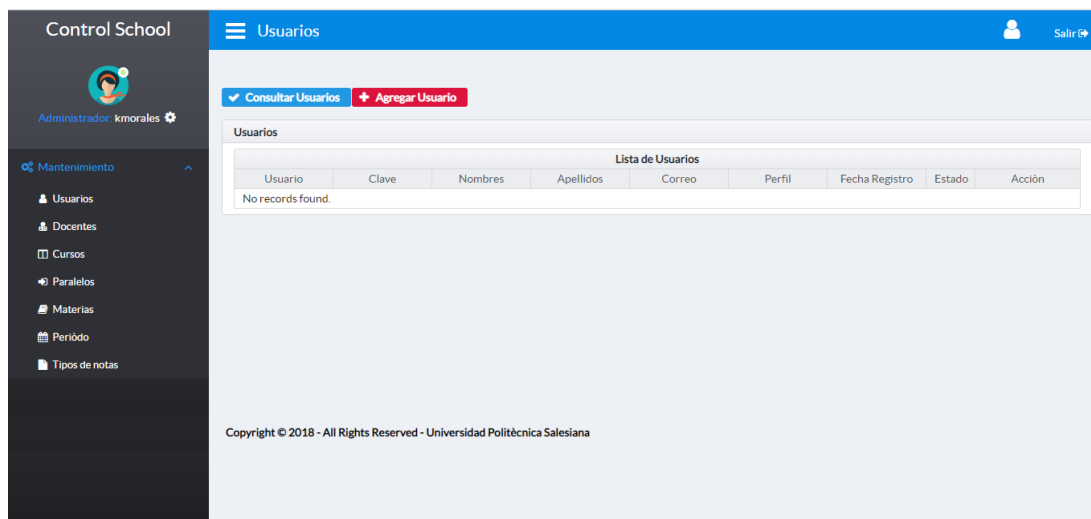 Control School
Usuarios
Salir
Administrador: kmorales
Consultar Usuarios
Agregar Usuario
Usuarios
Lista de Usuarios
Usuario Clave Nombres Apellidos Correo Perfil Fecha Registro Estado Acciòn
No records found.
Mantenimiento
Usuarios
Docentes
Cursos
Paralelos
Materias
Periòdo
Tipos de notas
Copyright © 2018 - All Rights Reserved - Universidad Politècnica Salesiana